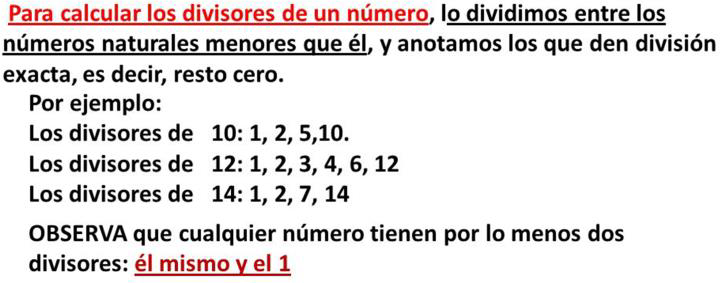 Para calcular los divisores de un número, lo dividimos entre los
números naturales menores que él, y anotamos los que den división
exacta, es decir, resto cero.
Por ejemplo:
Los divisores de 10: 1, 2, 5,10.
Los divisores de 12: 1, 2, 3, 4, 6, 12
Los divisores de 14: 1, 2, 7, 14
OBSERVA que cualquier número tienen por lo menos dos
divisores: él mismo y el 1